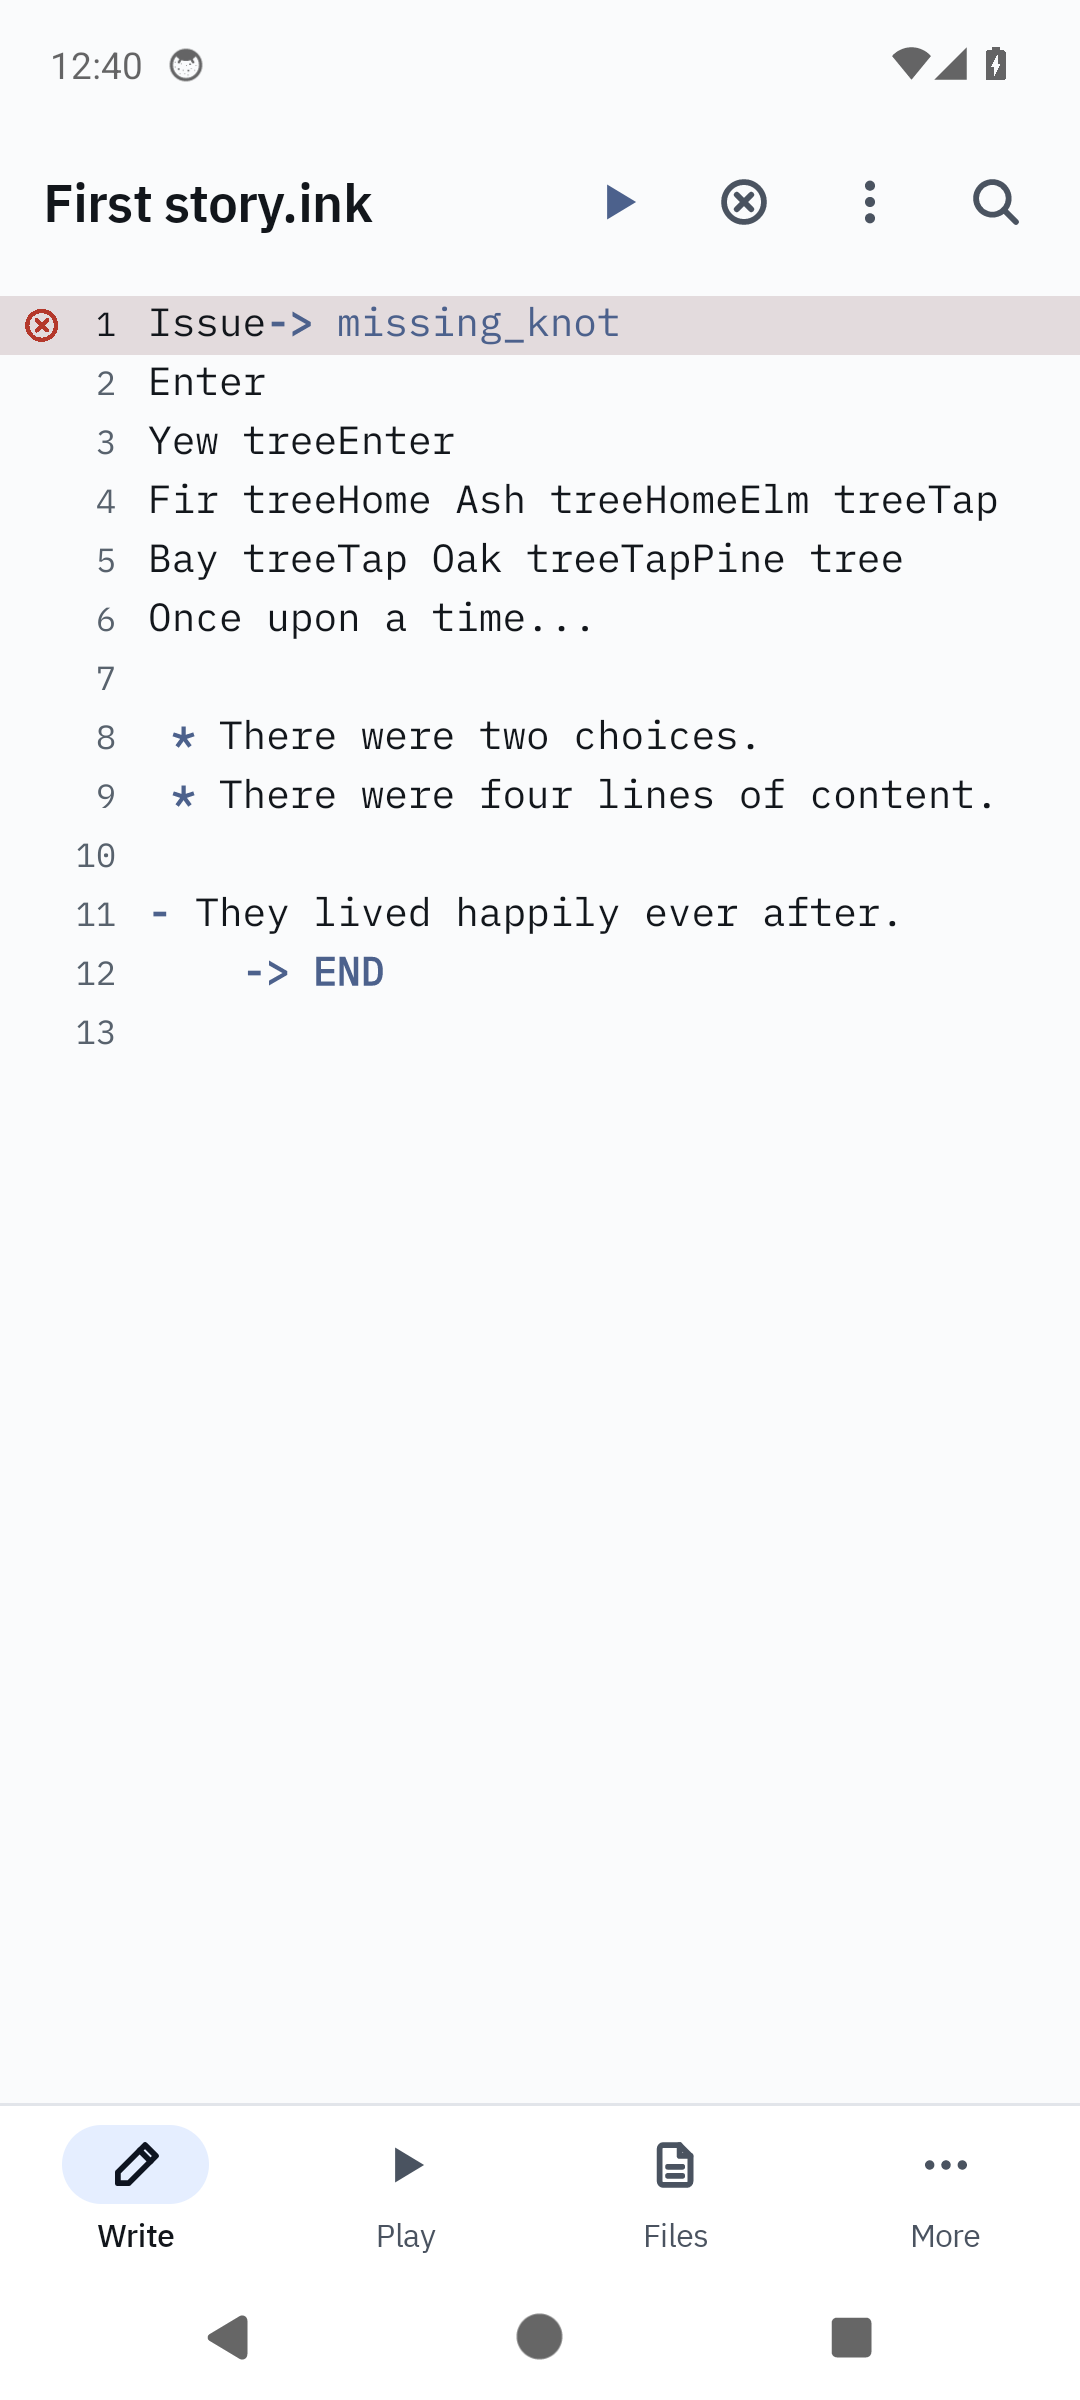 12:40
First story.ink
1 Issue-> missing_knot
2 Enter
3 Yew treeEnter
4 Fir treeHome Ash treeHomeElm treeTap
5 Bay treeTap Oak treeTapPine tree
6 Once upon a time...
7
8 * There were two choices.
9 * There were four lines of content.
10
11 - They lived happily ever after.
12 -> END
13
Write Play Files More